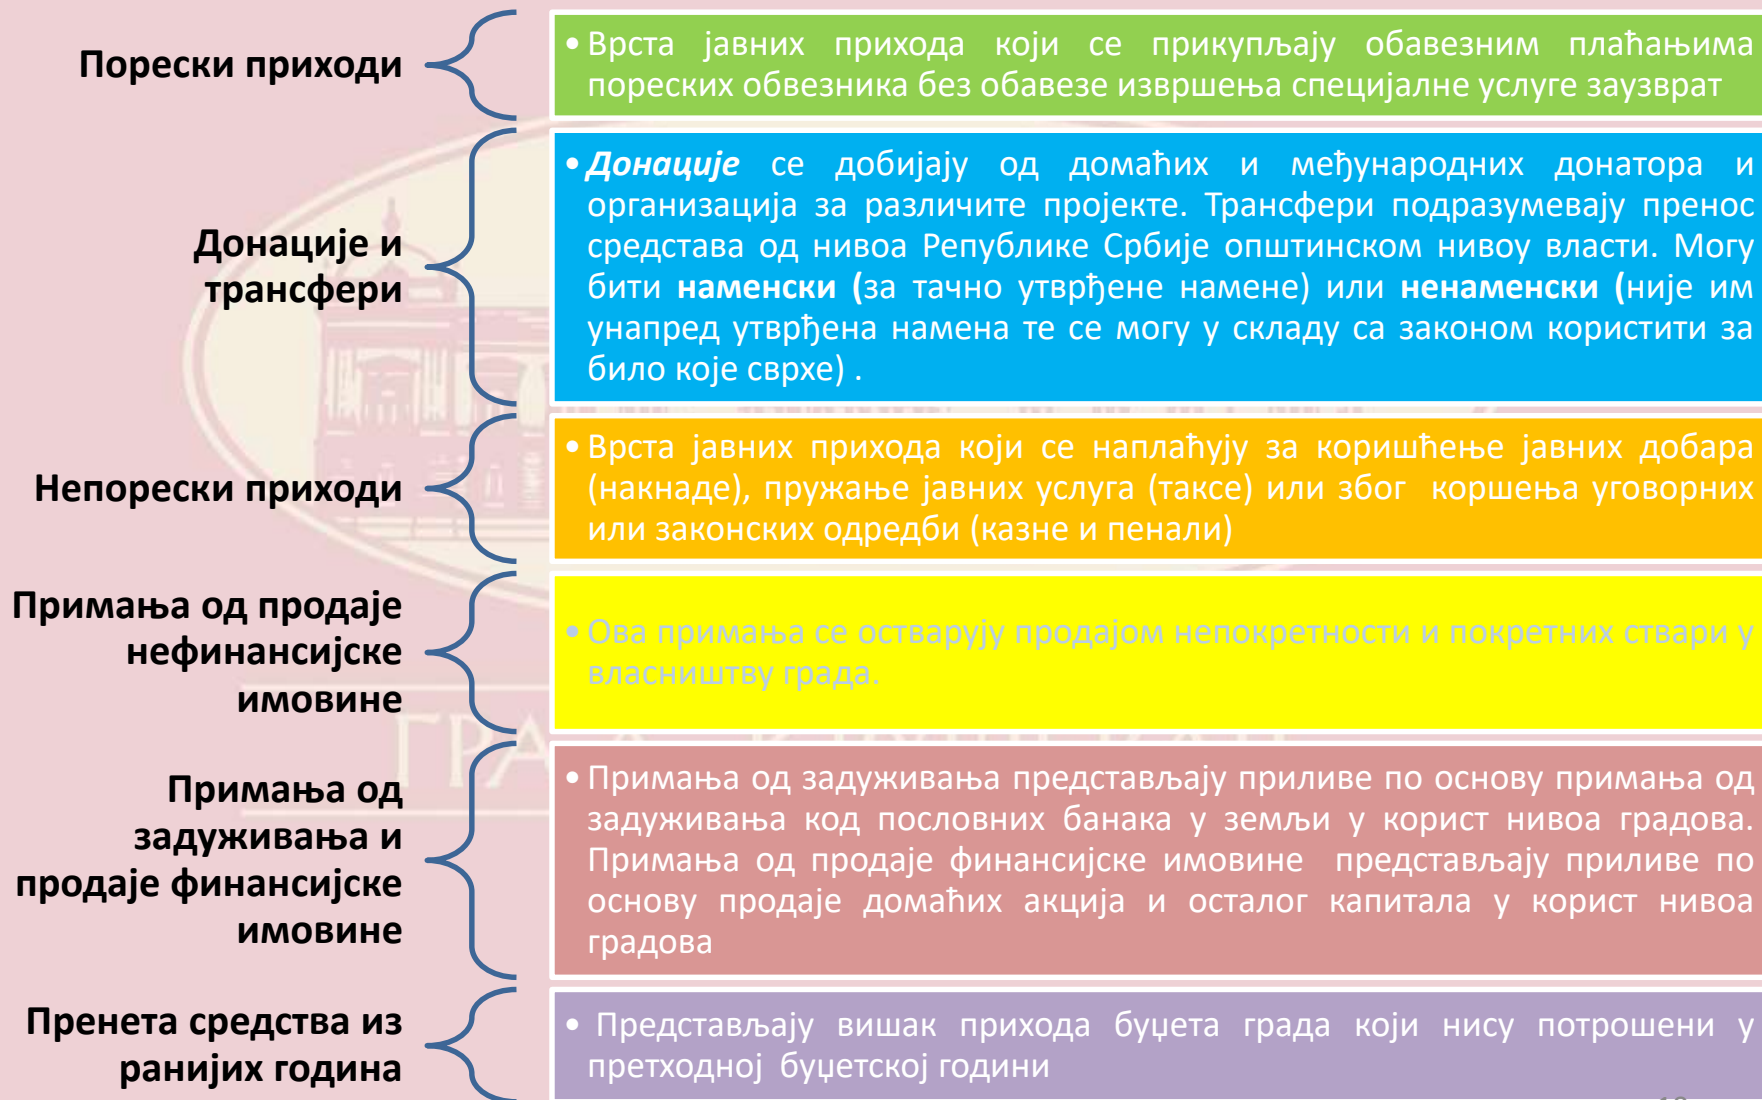 Порески приходи
• Врста јавних прихода који се прикупљају обавезним плаћањима
пореских обвезника без обавезе извршења специјалне услуге заузврат
Донације и
трансфери
• Донације се добијају од домаћих и међународних донатора и
организација за различите пројекте. Трансфери подразумевају пренос
средстава од нивоа Републике Србије општинском нивоу власти. Могу
бити наменски (за тачно утврђене намене) или ненаменски (није им
унапред утврђена намена те се могу у складу са законом користити за
било које сврхе) .
Непорески приходи
• Врста јавних прихода који се наплаћују за коришћење јавних добара
(накнаде), пружање јавних услуга (таксе) или због коршења уговорних
или законских одредби (казне и пенали)
Примања од продаје
нефинансијске
имовине
• Ова примања се остварују продајом непокретности и покретних ствари у
власништву града.
Примања од
задуживања и
продаје финансијске
имовине
• Примања од задуживања представљају приливе по основу примања од
задуживања код пословних банака у земљи у корист нивоа градова.
Примања од продаје финансијске имовине представљају приливе по
основу продаје домаћих акција и осталог капитала у корист нивоа
градова
Пренета средства из
ранијих година
• Представљају вишак прихода буџета града који нису потрошени у
претходној буџетској години